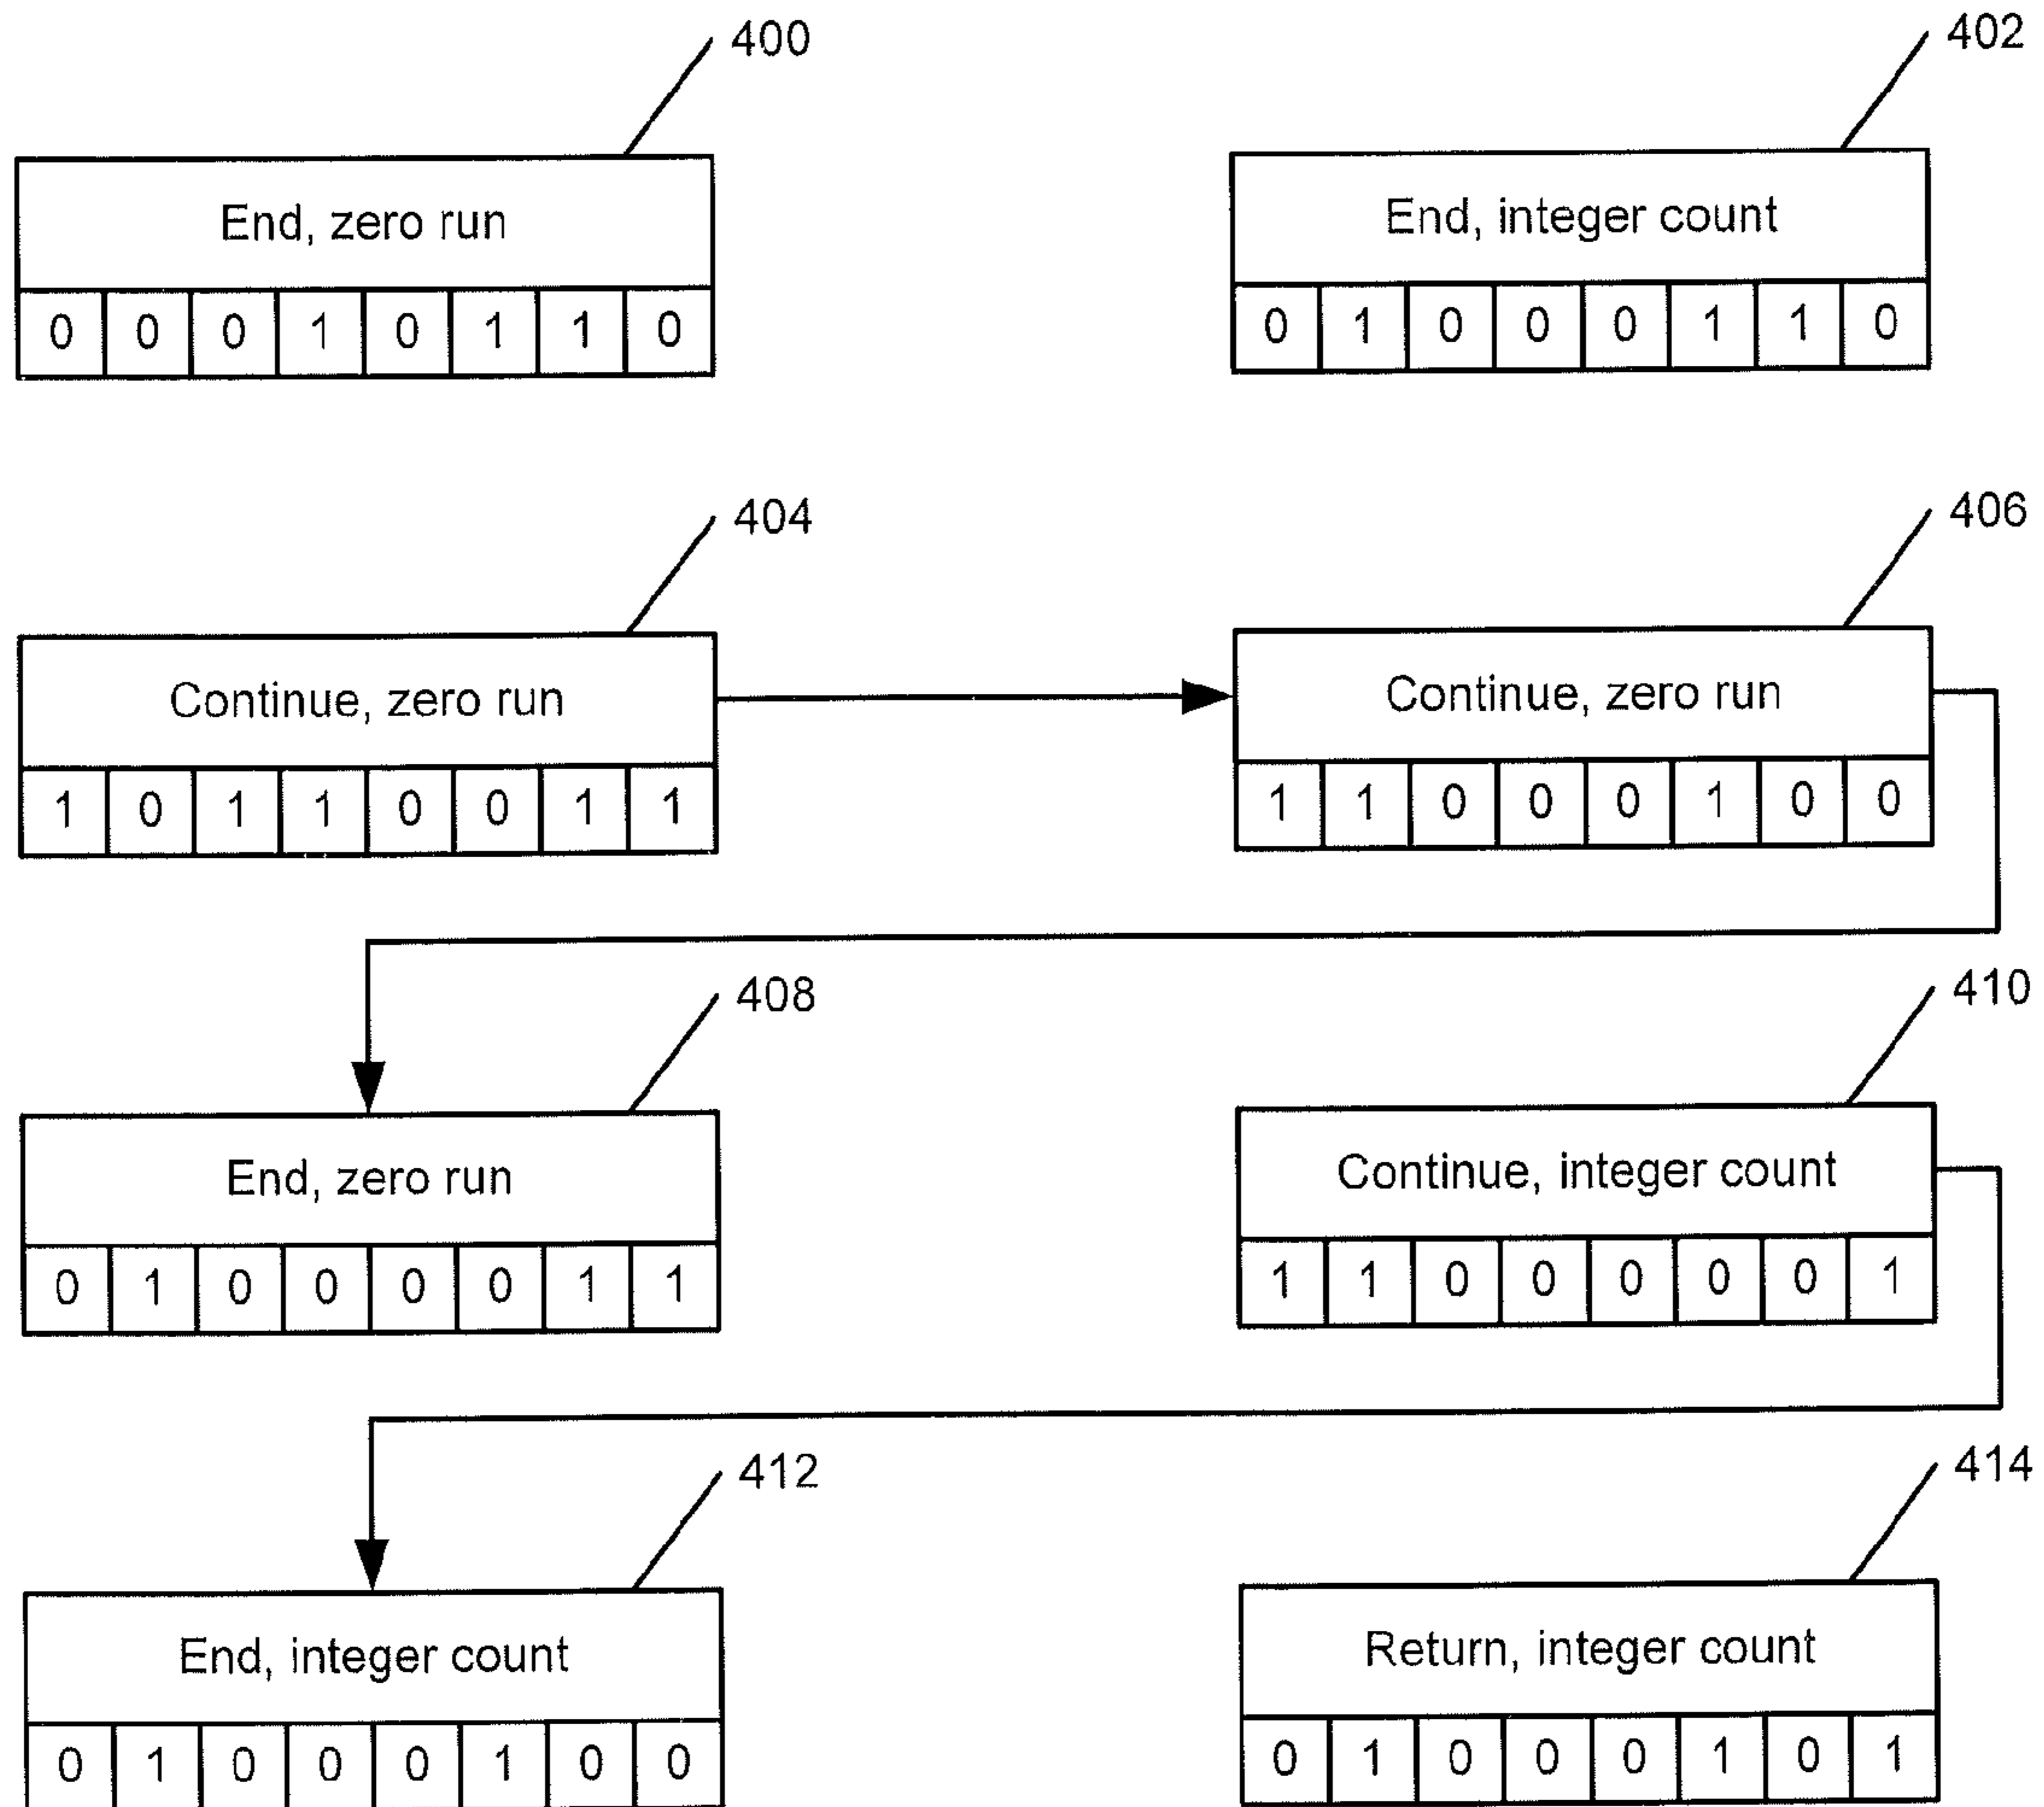 400
402
End, zero run
End, integer count
0 0 0 1 0 1 1 0
0 1 0 0 0 1 1 0
404
406
Continue, zero run
Continue, zero run
1 0 1 1 0 0 1 1
1 1 0 0 0 1 0 0
408
410
End, zero run
Continue, integer count
0 1 0 0 0 0 1 1
1 1 0 0 0 0 0 1
412
414
End, integer count
Return, integer count
0 1 0 0 0 1 0 0
0 1 0 0 0 1 0 1